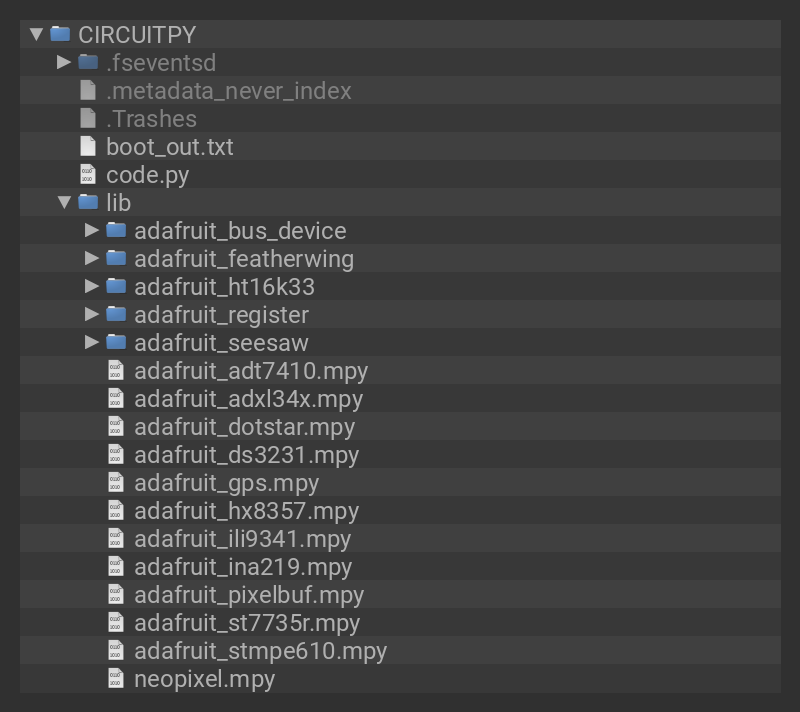 CIRCUITPY
.fseventsd
.metadata_never_index
.Trashes
boot_out.txt
code.py
lib
adafruit_bus_device
adafruit_featherwing
adafruit_ht16k33
adafruit_register
adafruit_seesaw
adafruit_adt7410.mpy
adafruit_adxl34x.mpy
adafruit_dotstar.mpy
adafruit_ds3231.mpy
adafruit_gps.mpy
adafruit_hx8357.mpy
adafruit_ili9341.mpy
adafruit_ina219.mpy
adafruit_pixelbuf.mpy
adafruit_st7735r.mpy
adafruit_stmpe610.mpy
neopixel.mpy